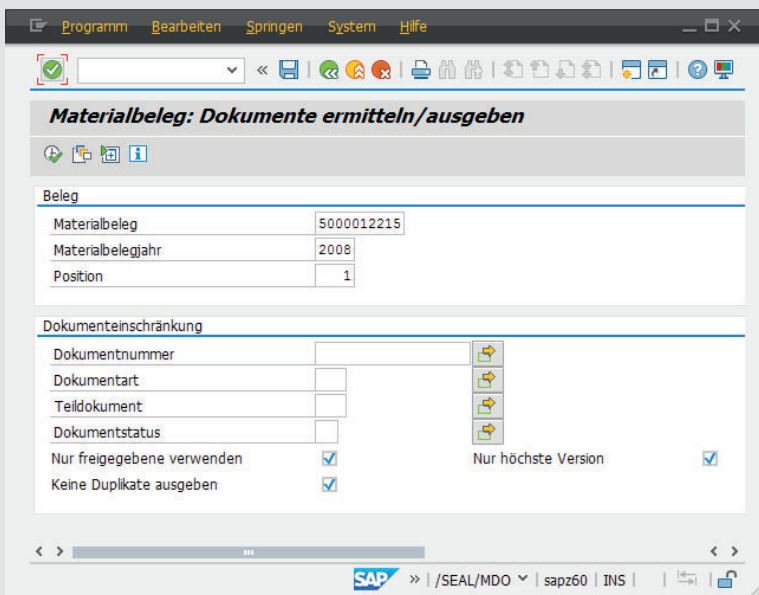 Programm Bearbeiten Springen System Hilfe
Materialbeleg: Dokumente ermitteln/ausgeben
Beleg
Materialbeleg 5000012215
Materialbelegjahr 2008
Position 1
Dokumenteinschränkung
Dokumentnummer
Dokumentart
Teildokument
Dokumentstatus
Nur freigegebene verwenden Nur höchste Version
Keine Duplikate ausgeben
SAP » | /SEAL/MDO | sapz60 | INS |